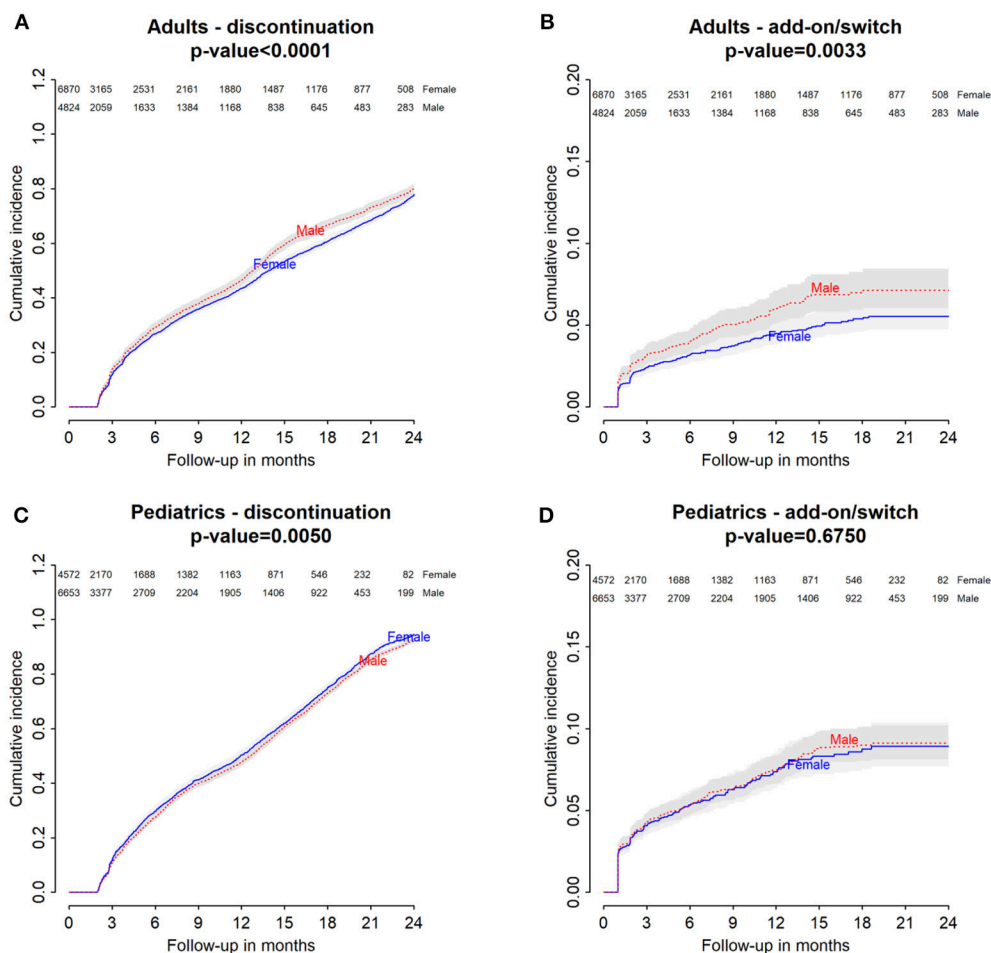 A
Adults - discontinuation
p-value<0.0001
1.2
6870 3165 2531 2161 1880 1487 1176 877 508 Female
4824 2059 1633 1384 1168 838 645 483 283 Male
1.0
0.8
0.6
0.4
0.2
0.0
Cumulative incidence
Male
Female
0 3 6 9 12 15 18 21 24
Follow-up in months
B
Adults - add-on/switch
p-value=0.0033
0.20
6870 3165 2531 2161 1880 1487 1176 877 508 Female
4824 2059 1633 1384 1168 838 645 483 283 Male
0.15
0.10
0.05
0.00
Cumulative incidence
Male
Female
0 3 6 9 12 15 18 21 24
Follow-up in months
C
Pediatrics - discontinuation
p-value=0.0050
1.2
4572 2170 1688 1382 1163 871 546 232 82 Female
6653 3377 2709 2204 1905 1406 922 453 199 Male
1.0
0.8
0.6
0.4
0.2
0.0
Cumulative incidence
Female
Male
0 3 6 9 12 15 18 21 24
Follow-up in months
D
Pediatrics - add-on/switch
p-value=0.6750
0.20
4572 2170 1688 1382 1163 871 546 232 82 Female
6653 3377 2709 2204 1905 1406 922 453 199 Male
0.15
0.10
0.05
0.00
Cumulative incidence
Male
Female
0 3 6 9 12 15 18 21 24
Follow-up in months